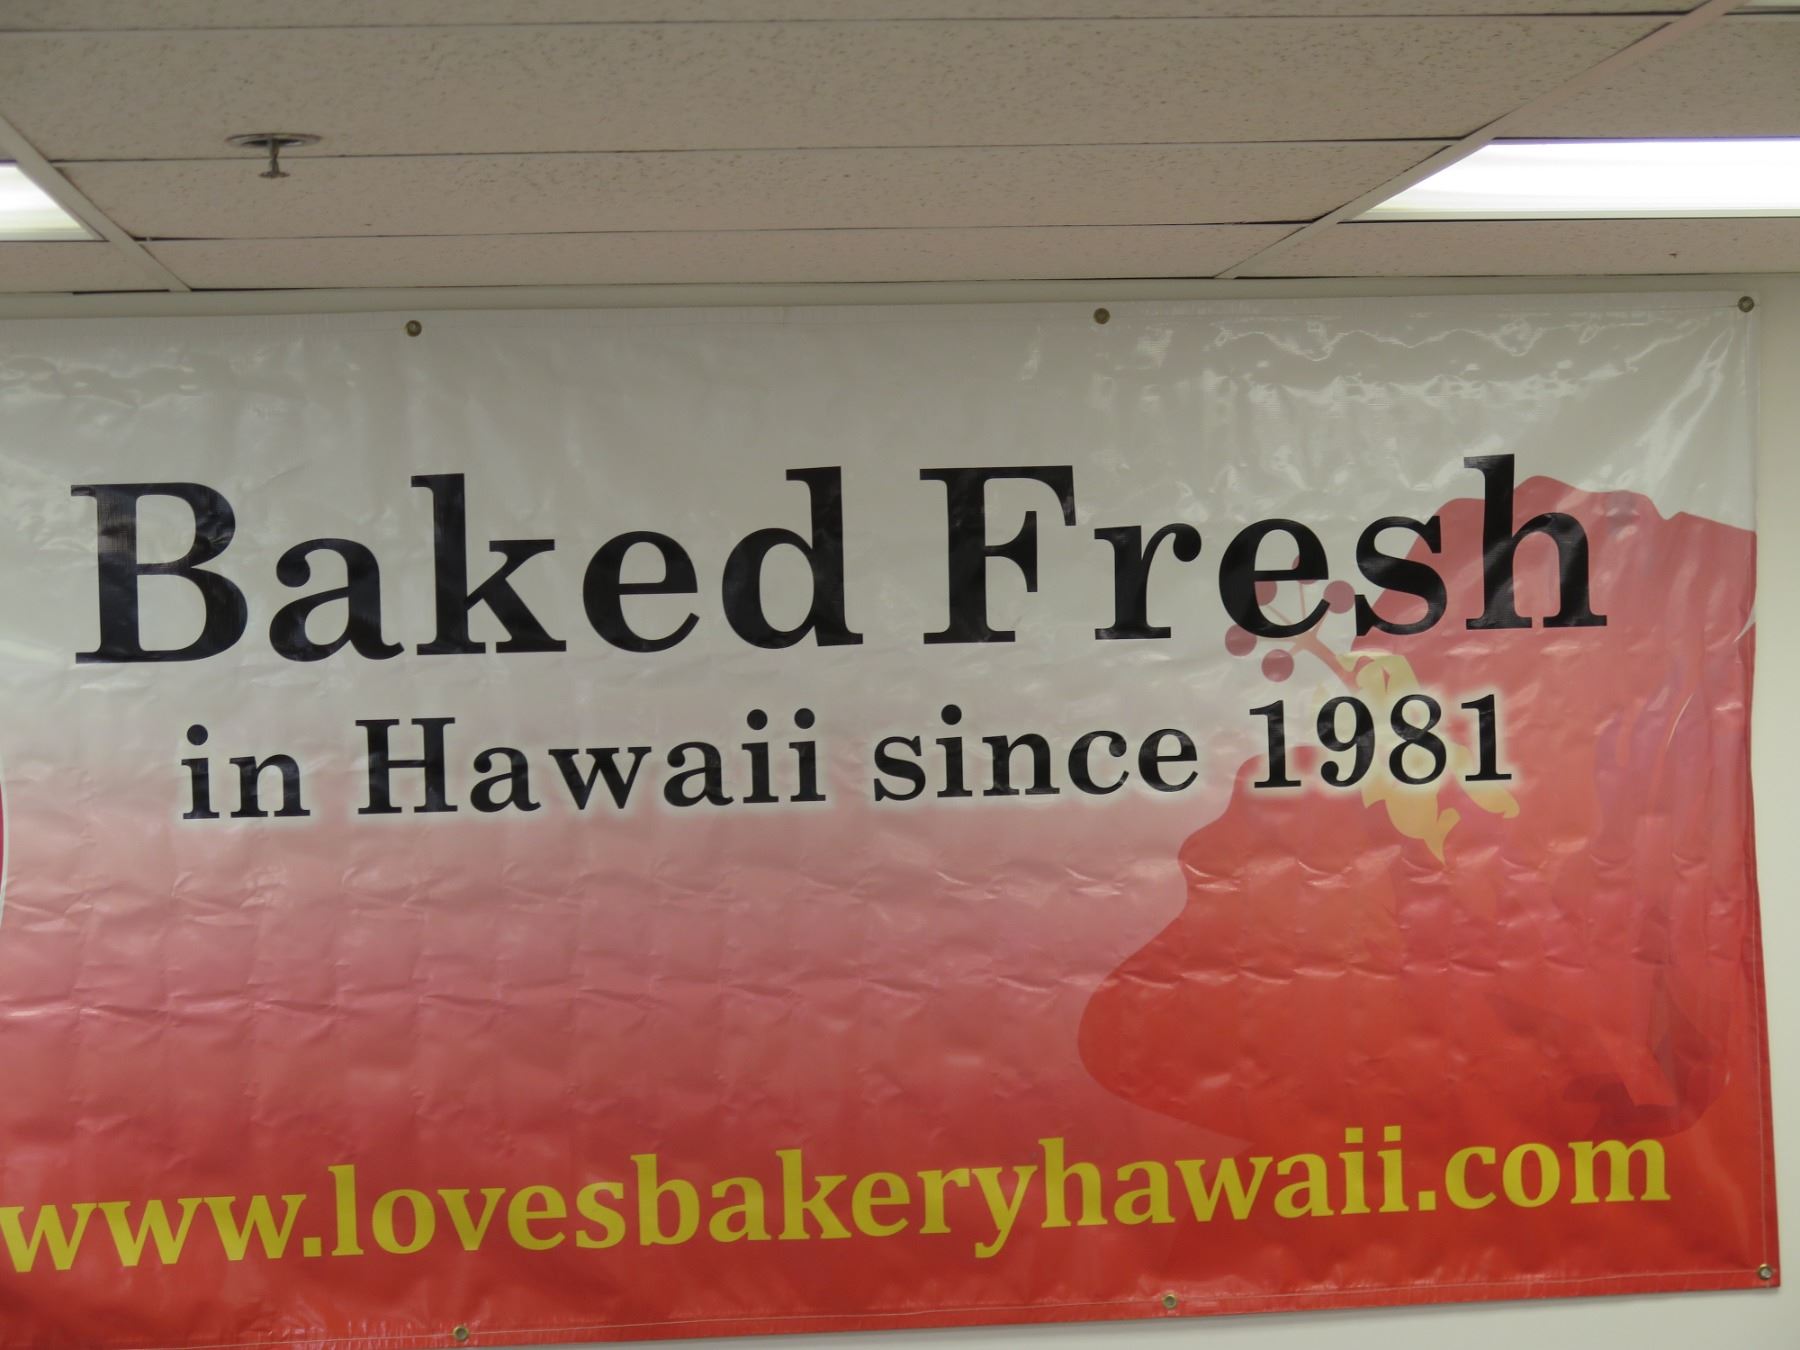 Baked Fresh
in Hawaii since 1981
www.lovesbakeryhawaii.com